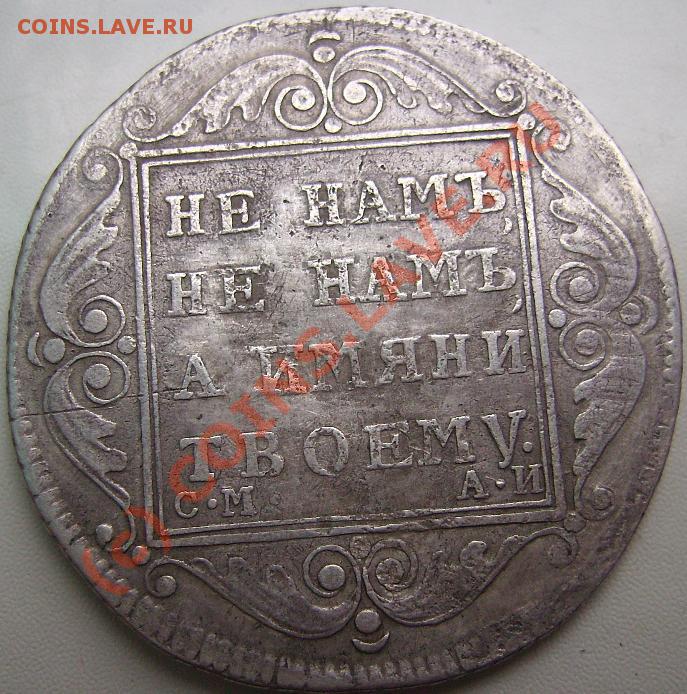 COINS.LAVE.RU
НЕ НАМЪ,
НЕ НАМЪ,
А ИМЯНИ
ТВОЕМУ.
С·М· А·И
(c) COINS.LAVE.RU